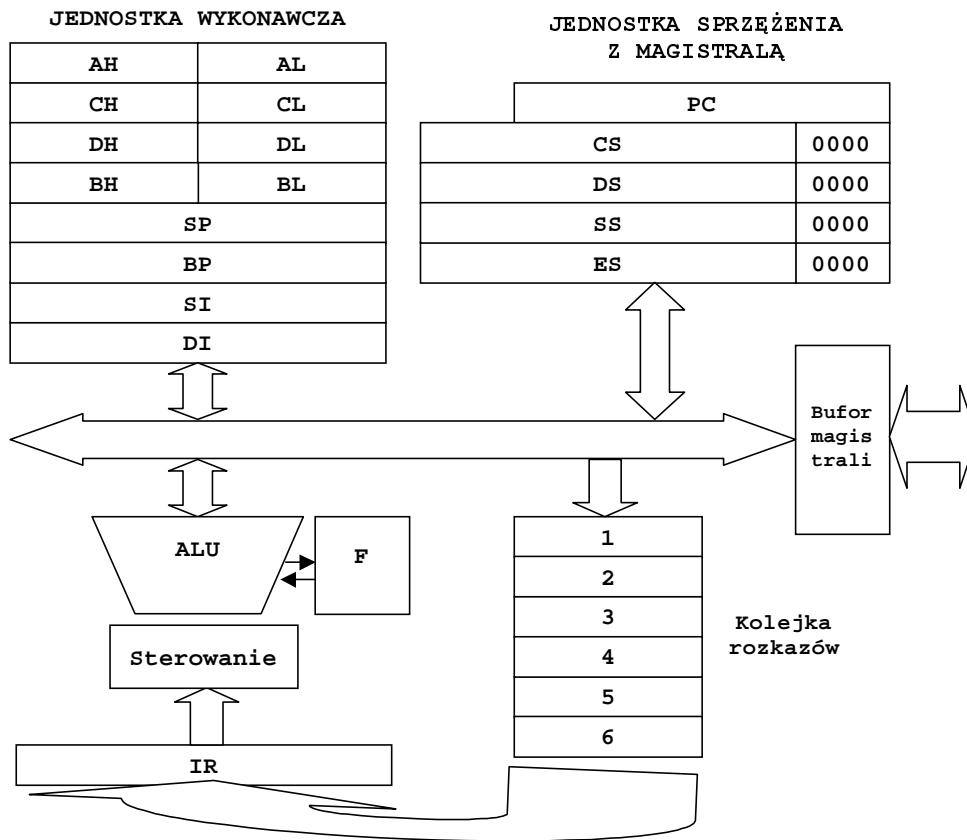 JEDNOSTKA WYKONAWCZA
AH AL
CH CL
DH DL
BH BL
SP
BP
SI
DI
JEDNOSTKA SPRZĘŻENIA
Z MAGISTRALĄ
PC
CS 0000
DS 0000
SS 0000
ES 0000
Bufor
magis
trali
ALU
F
Sterowanie
IR
1
2
3
4
5
6
Kolejka
rozkazów